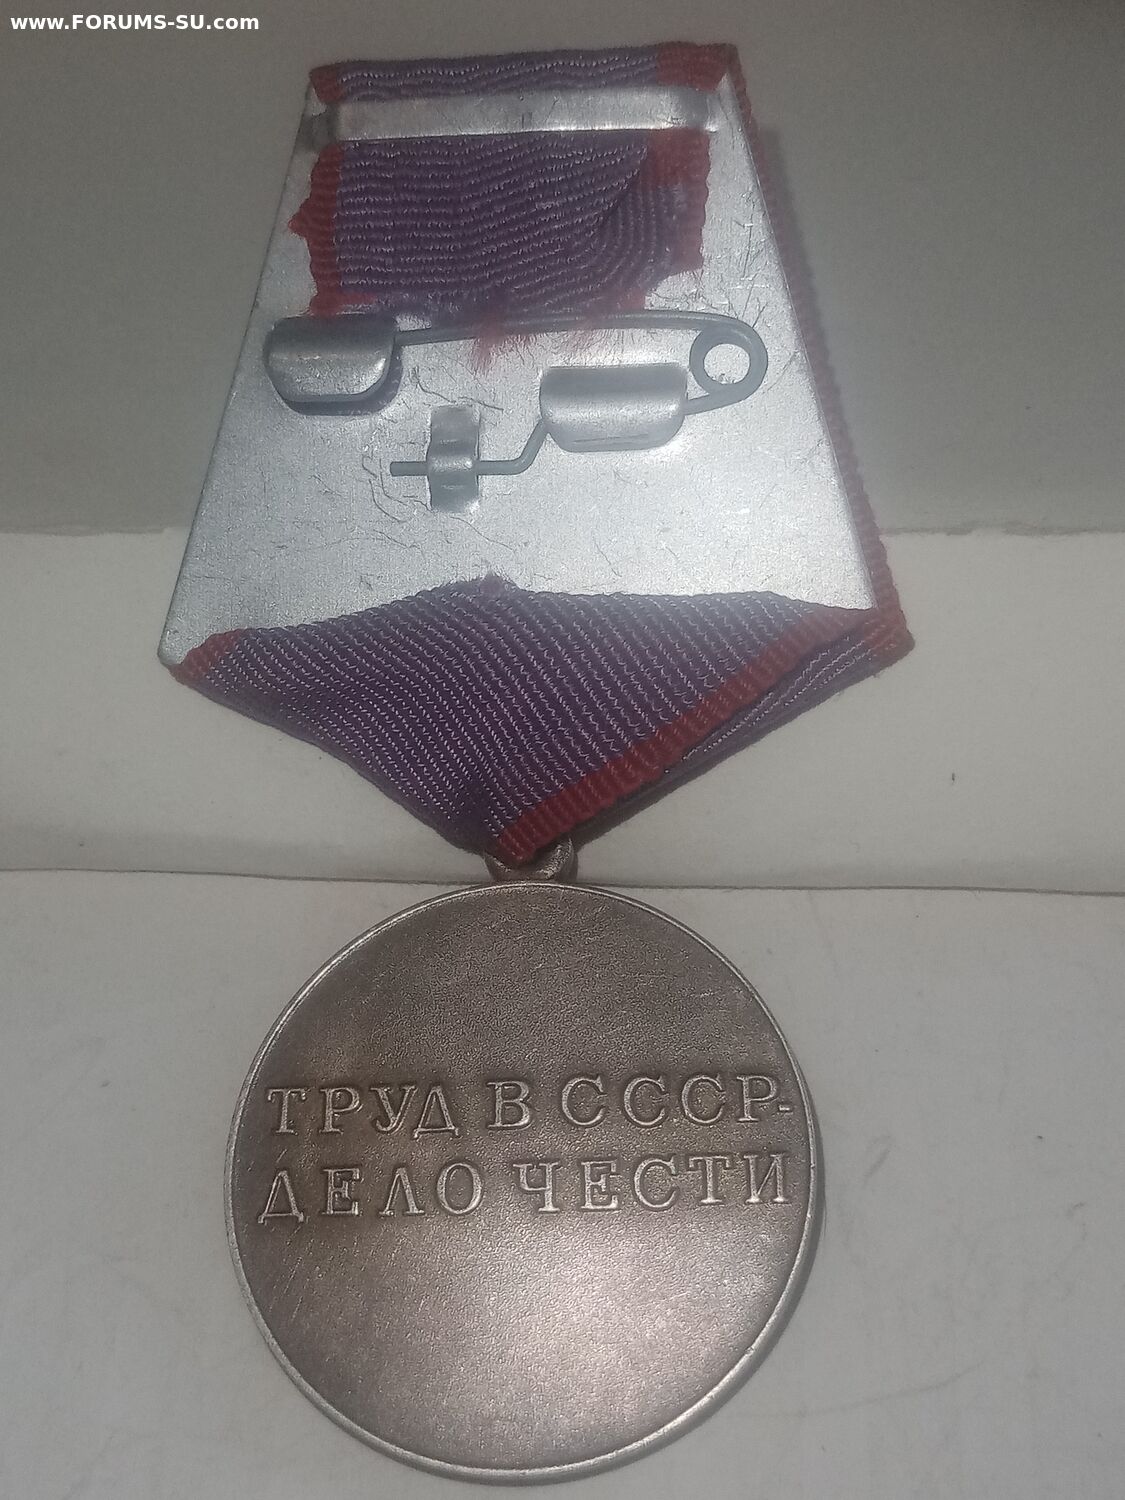 www.FORUMS-SU.com
ТРУД В СССР-
ДЕЛО ЧЕСТИ